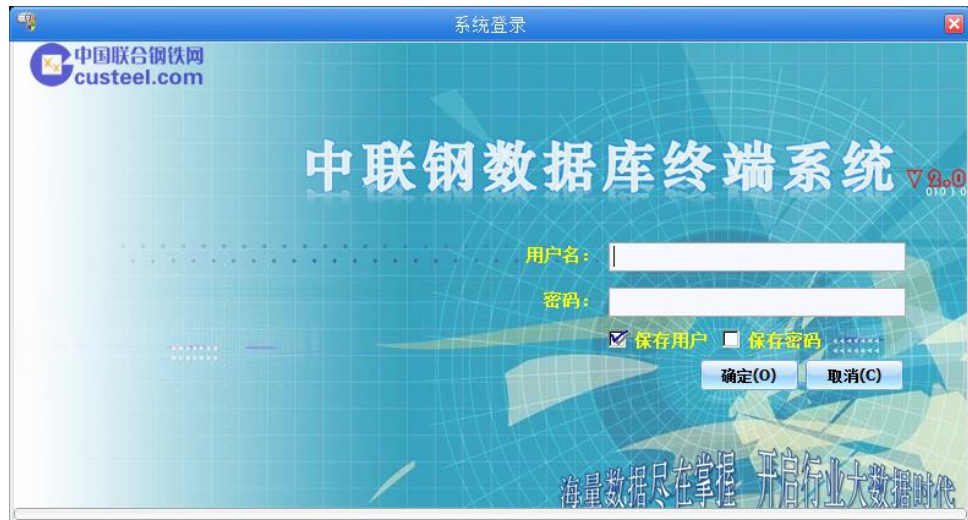 系统登录
中国联合钢铁网
custeel.com
中联钢数据库终端系统 V 2.0
用户名：
密码：
保存用户 保存密码
确定(O) 取消(C)
海量数据尽在掌握 开启行业大数据时代